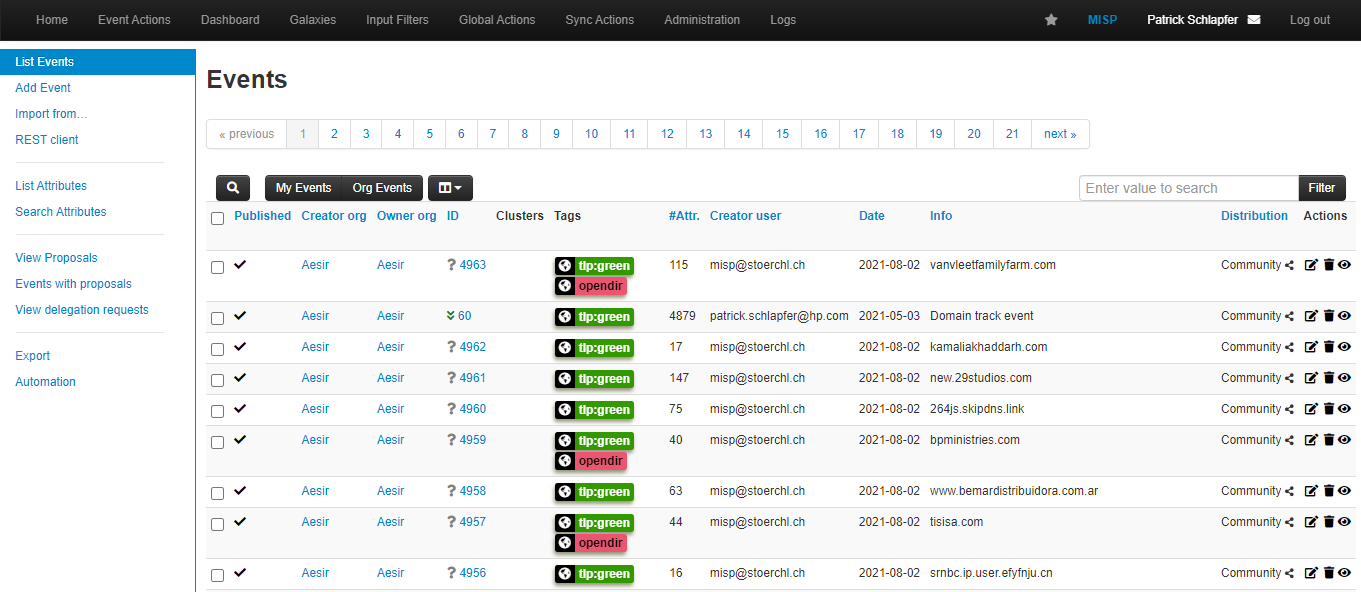 Home Event Actions Dashboard Galaxies Input Filters Global Actions Sync Actions Administration Logs MISP Patrick Schlapfer Log out
List Events
Add Event
Import from…
REST client
List Attributes
Search Attributes
View Proposals
Events with proposals
View delegation requests
Export
Automation
Events
« previous 1 2 3 4 5 6 7 8 9 10 11 12 13 14 15 16 17 18 19 20 21 next »
My Events Org Events Enter value to search Filter
Published Creator org Owner org ID Clusters Tags #Attr. Creator user Date Info Distribution Actions
Aesir Aesir ? 4963 tlp:green 115 misp@stoerchl.ch 2021-08-02 vanvleetfamilyfarm.com Community
opendir
Aesir Aesir 60 tlp:green 4879 patrick.schlapfer@hp.com 2021-05-03 Domain track event Community
Aesir Aesir ? 4962 tlp:green 17 misp@stoerchl.ch 2021-08-02 kamaliakhaddarh.com Community
Aesir Aesir ? 4961 tlp:green 147 misp@stoerchl.ch 2021-08-02 new.29studios.com Community
Aesir Aesir ? 4960 tlp:green 75 misp@stoerchl.ch 2021-08-02 264js.skipdns.link Community
Aesir Aesir ? 4959 tlp:green 40 misp@stoerchl.ch 2021-08-02 bpministries.com Community
opendir
Aesir Aesir ? 4958 tlp:green 63 misp@stoerchl.ch 2021-08-02 www.bemardistribuidora.com.ar Community
Aesir Aesir ? 4957 tlp:green 44 misp@stoerchl.ch 2021-08-02 tisisa.com Community
opendir
Aesir Aesir ? 4956 tlp:green 16 misp@stoerchl.ch 2021-08-02 srnbc.ip.user.efyfnju.cn Community